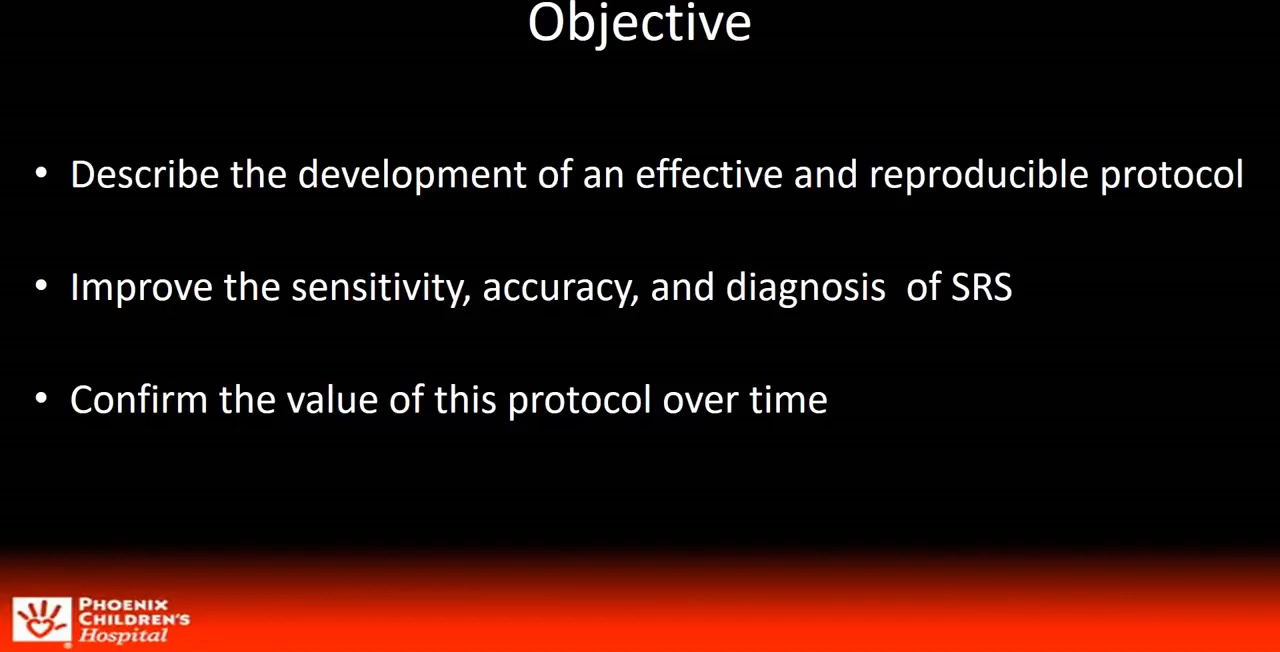 Objective
• Describe the development of an effective and reproducible protocol
• Improve the sensitivity, accuracy, and diagnosis  of SRS
• Confirm the value of this protocol over time
PHOENIX
CHILDREN'S
Hospital
®